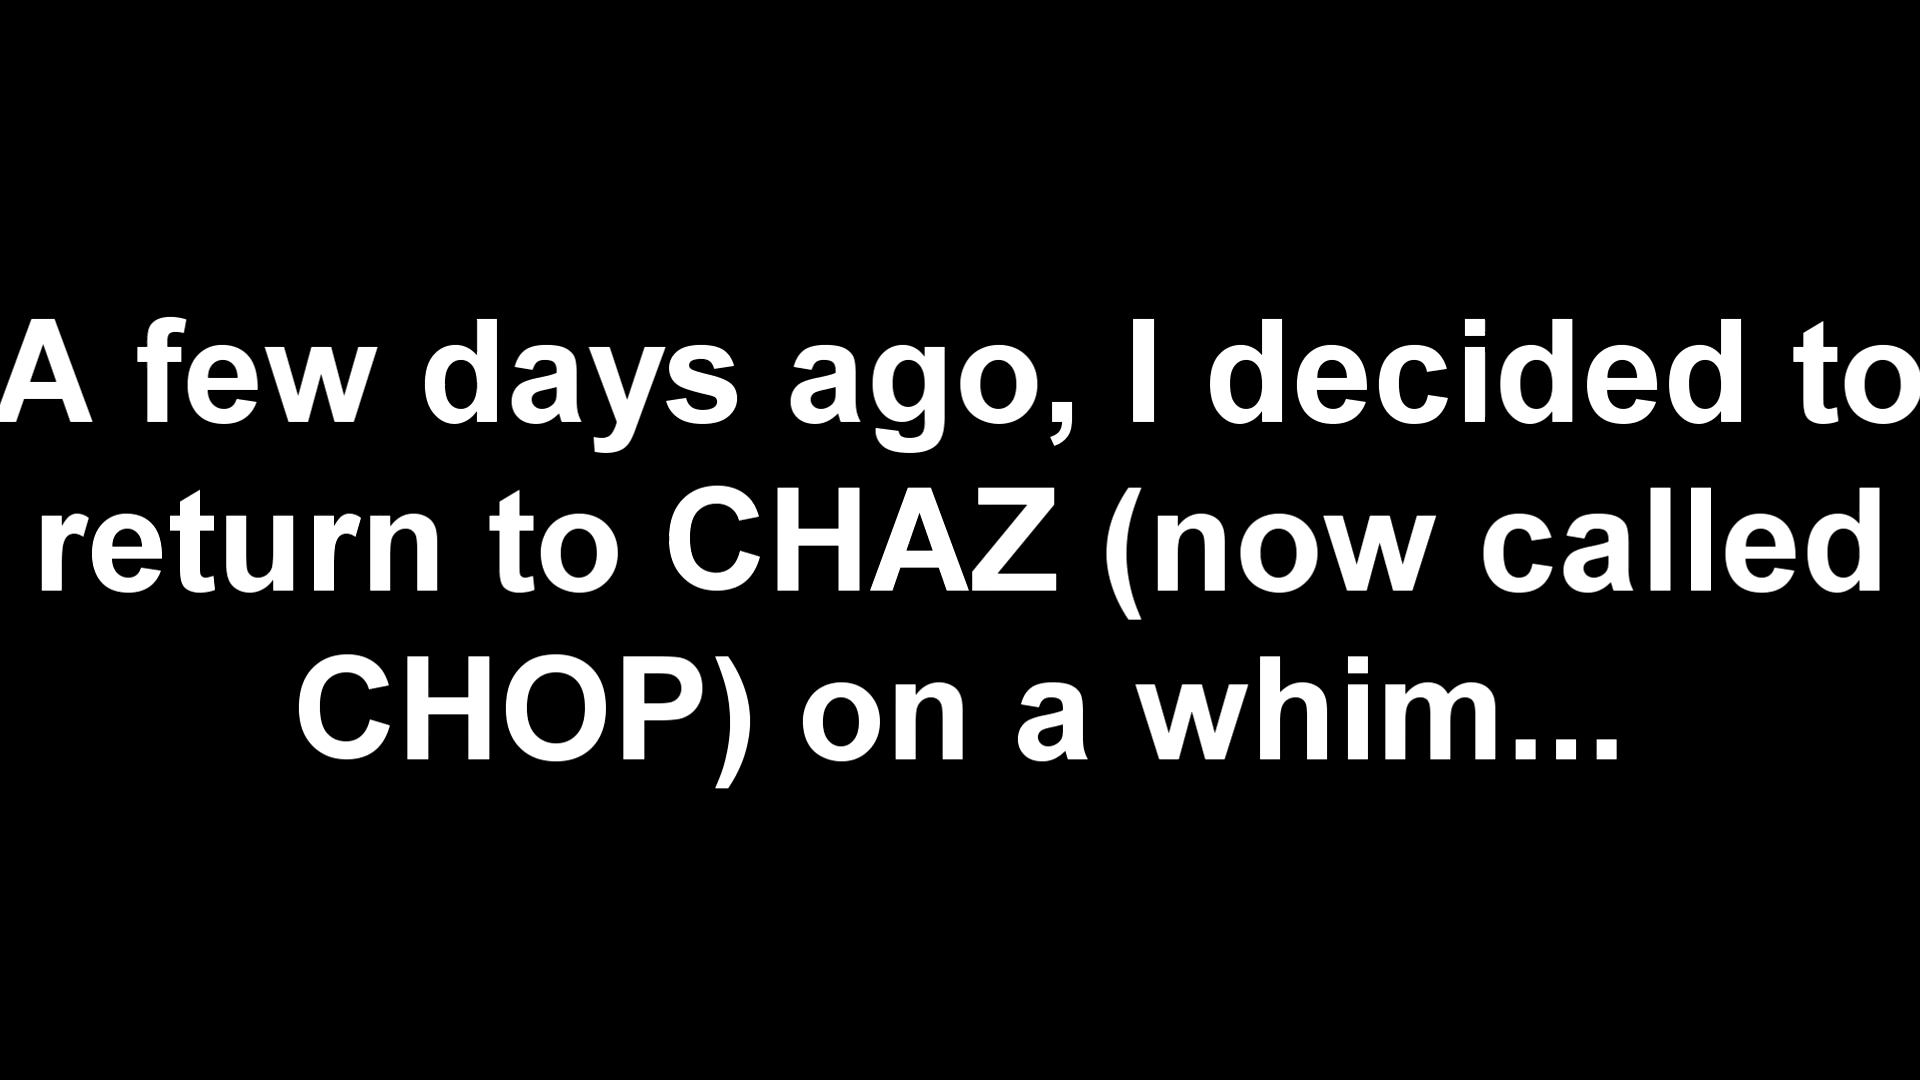 A few days ago, I decided to
return to CHAZ (now called
CHOP) on a whim...